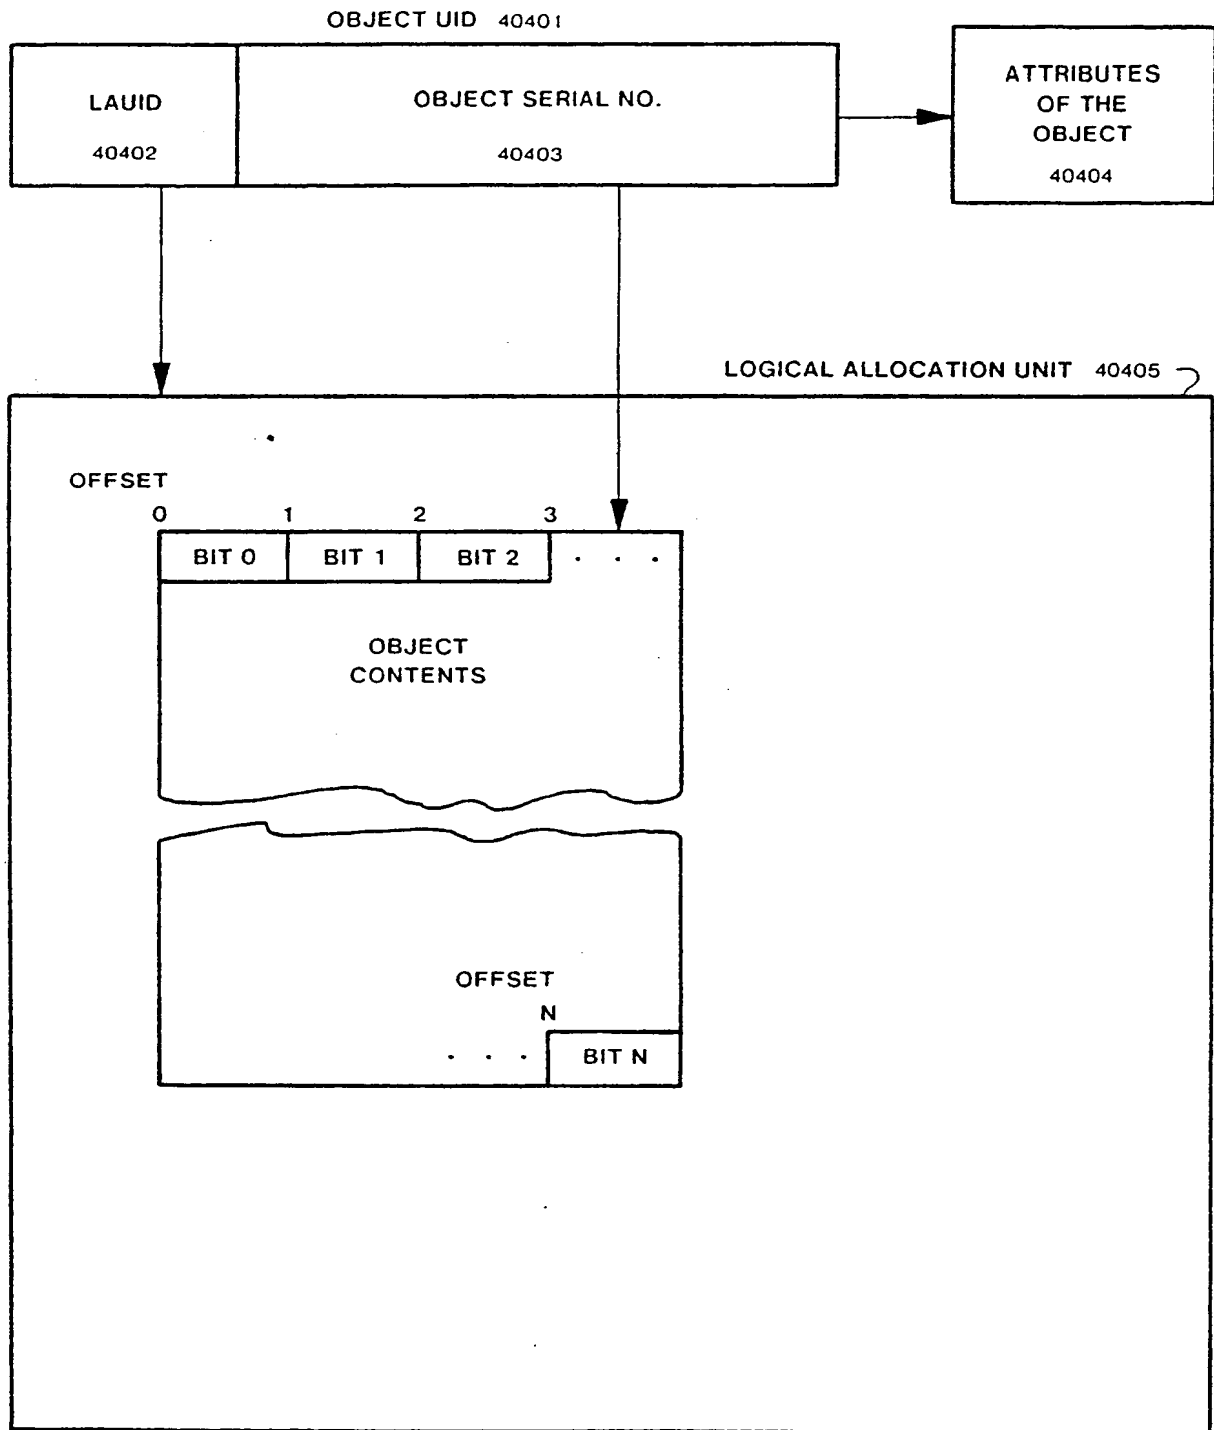 OBJECT UID 40401
LAUID
40402
OBJECT SERIAL NO.
40403
ATTRIBUTES
OF THE
OBJECT
40404
LOGICAL ALLOCATION UNIT 40405
OFFSET
0 1 2 3
BIT 0 BIT 1 BIT 2 . . .
OBJECT
CONTENTS
OFFSET
N
. . . BIT N